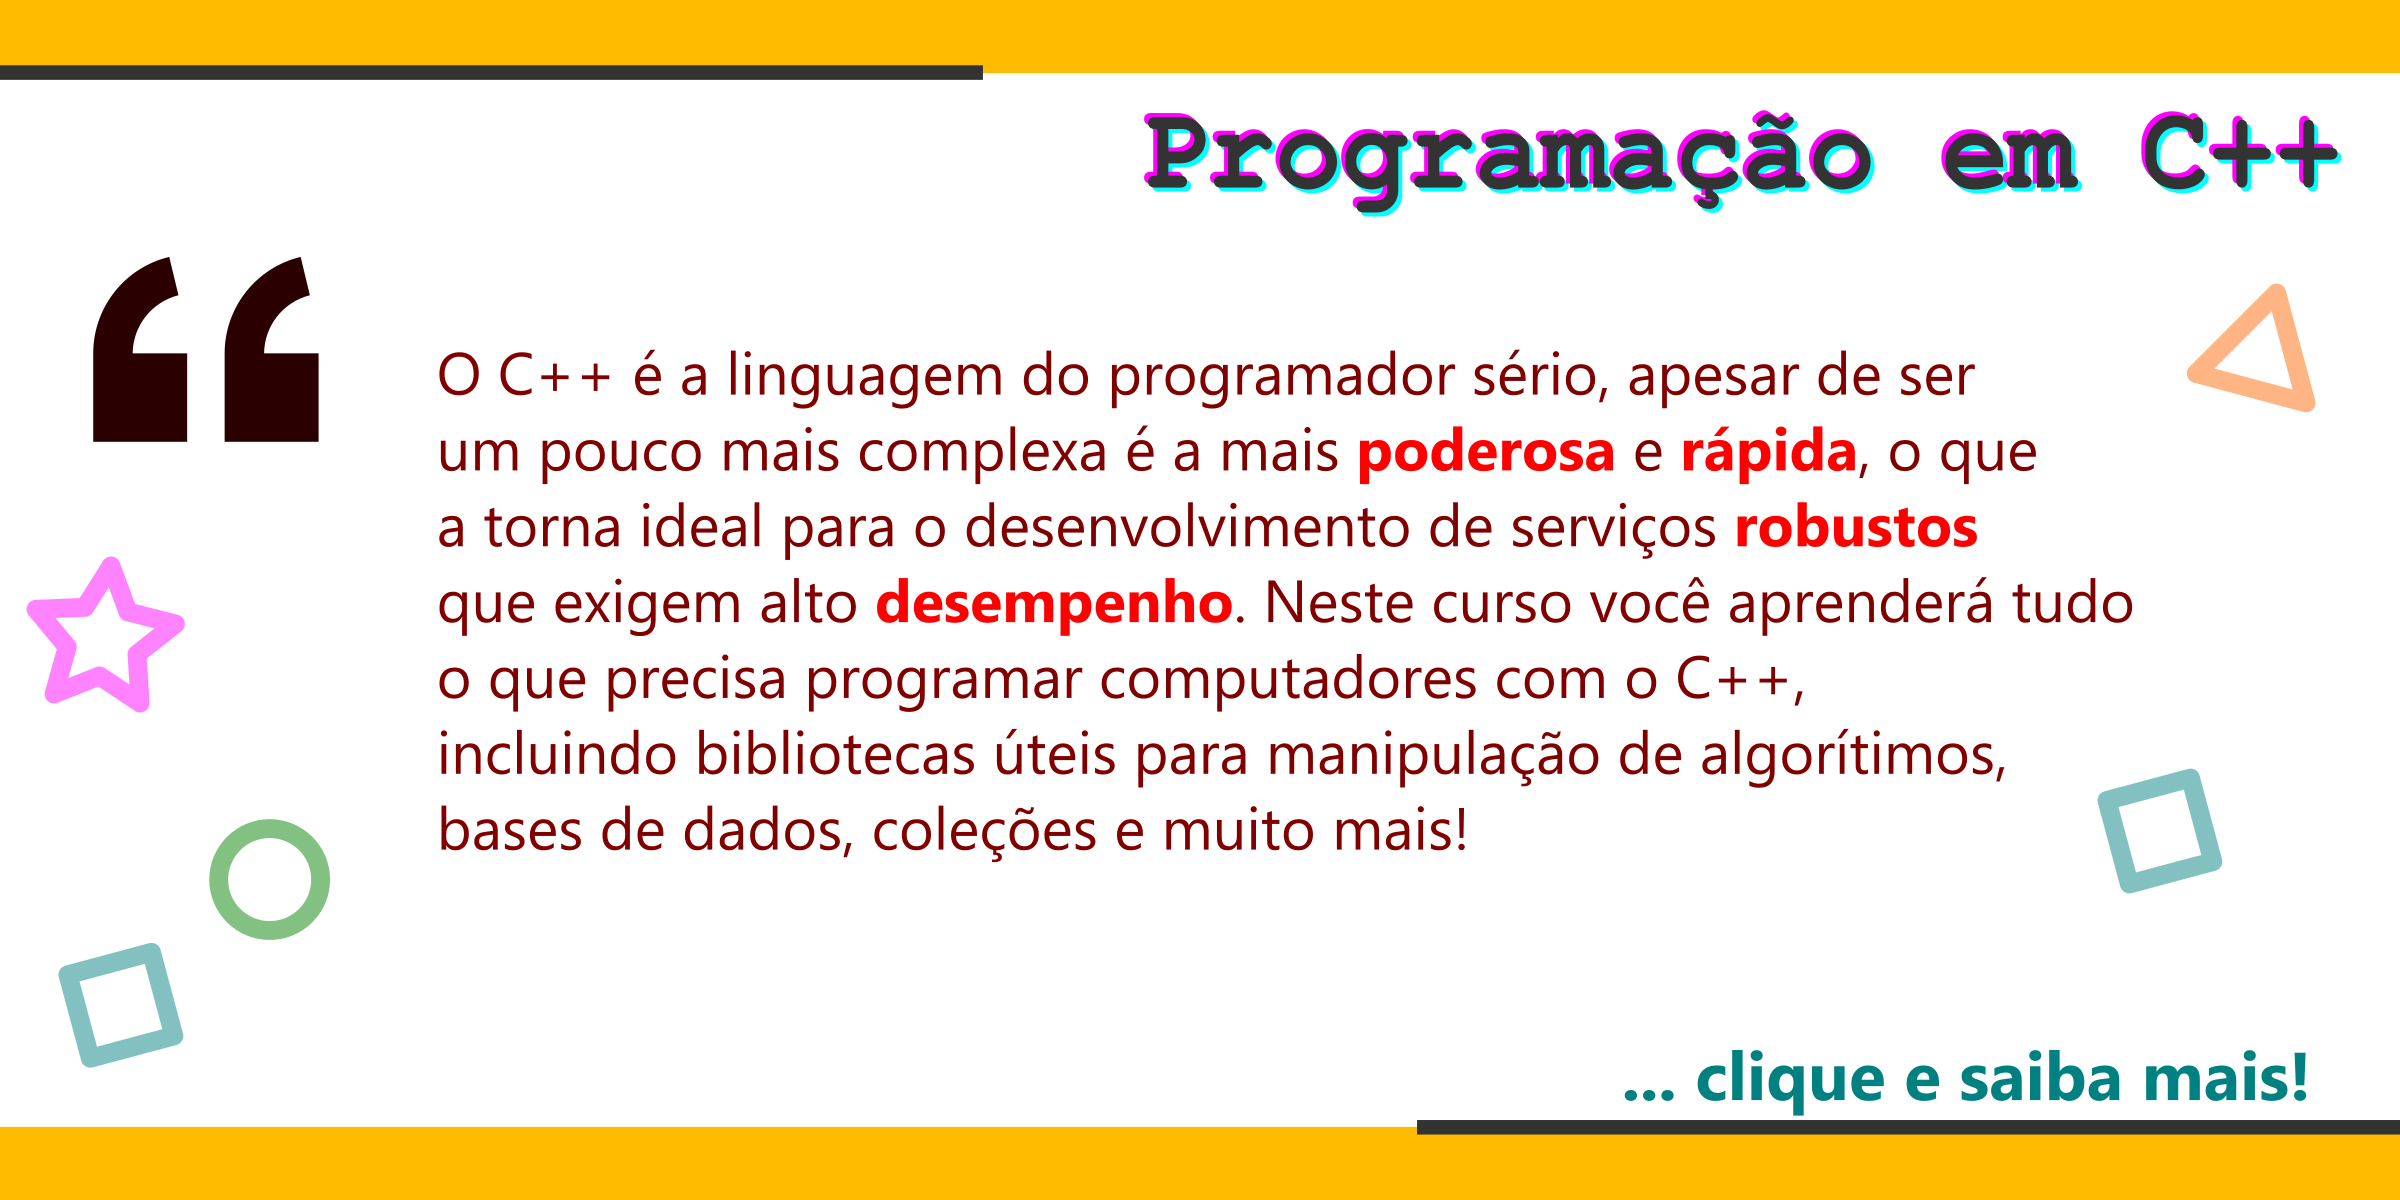 Programação em C++
O C++ é a linguagem do programador sério, apesar de ser
um pouco mais complexa é a mais poderosa e rápida, o que
a torna ideal para o desenvolvimento de serviços robustos
que exigem alto desempenho. Neste curso você aprenderá tudo
o que precisa programar computadores com o C++,
incluindo bibliotecas úteis para manipulação de algorítimos,
bases de dados, coleções e muito mais!
... clique e saiba mais!